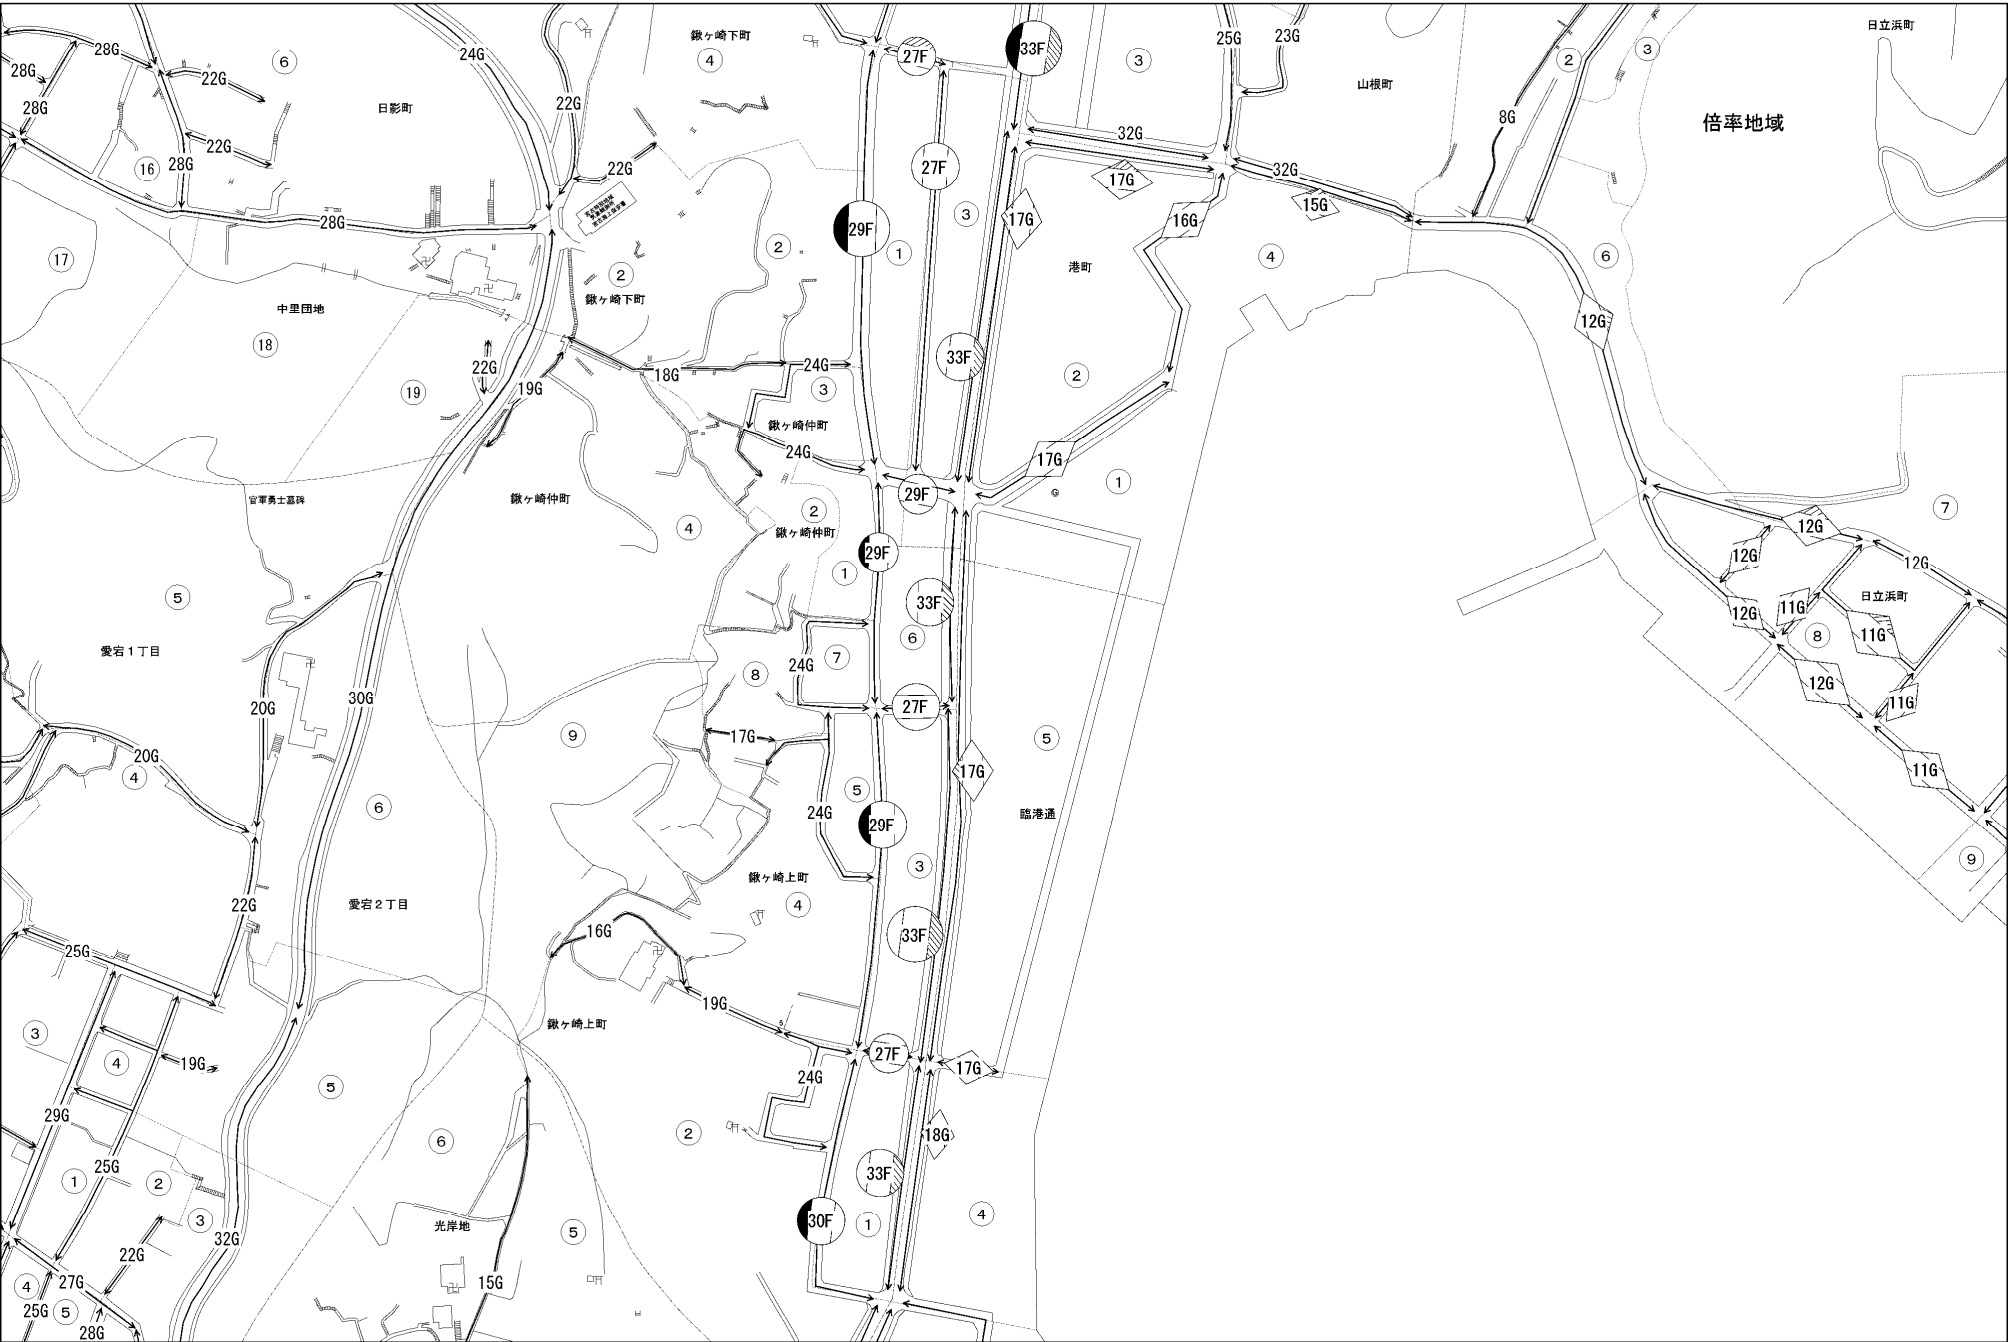 日立浜町
33F
24G
25G
23G
鍬ヶ崎下町
④
28G
27F
③
②
③
⑥
28G
22G
山根町
22G
28G
日影町
8G
倍率地域
32G
22G
28G
⑯
22G
27F
32G
17G
15G
③
17G
16G
28G
29F
①
②
④
⑥
⑰
②
港町
鍬ヶ崎下町
中里団地
12G
⑱
33F
22G
18G
24G
②
19G
⑲
③
鍬ヶ崎仲町
24G
17G
官軍勇士墓碑
鍬ヶ崎仲町
29F
①
G
②
④
⑦
鍬ヶ崎仲町
12G
29F
12G
12G
①
⑤
33F
日立浜町
11G
12G
⑥
11G
⑧
愛宕1丁目
⑦
24G
⑧
12G
30G
20G
27F
11G
⑨
17G
⑤
20G
④
17G
11G
⑤
⑥
24G
臨港通
29F
⑨
③
鍬ヶ崎上町
22G
愛宕2丁目
④
16G
33F
25G
19G
鍬ヶ崎上町
5
③
27F
④
19G
17G
24G
⑤
29G
②
18G
⑥
25G
33F
①
②
④
③
光岸地
30F
①
⑤
32G
22G
27G
④
15G
25G
⑤
28G